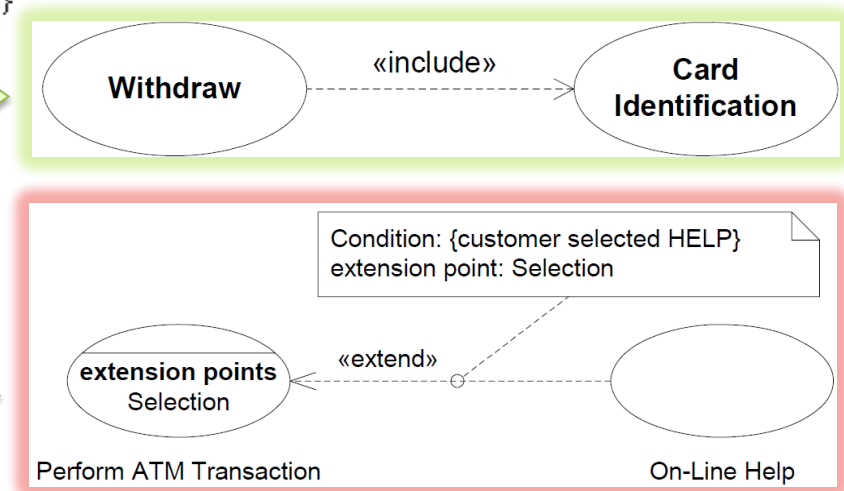 }
Withdraw
«include»
Card
Identification
Condition: {customer selected HELP}
extension point: Selection
«extend»
extension points
Selection
Perform ATM Transaction
On-Line Help